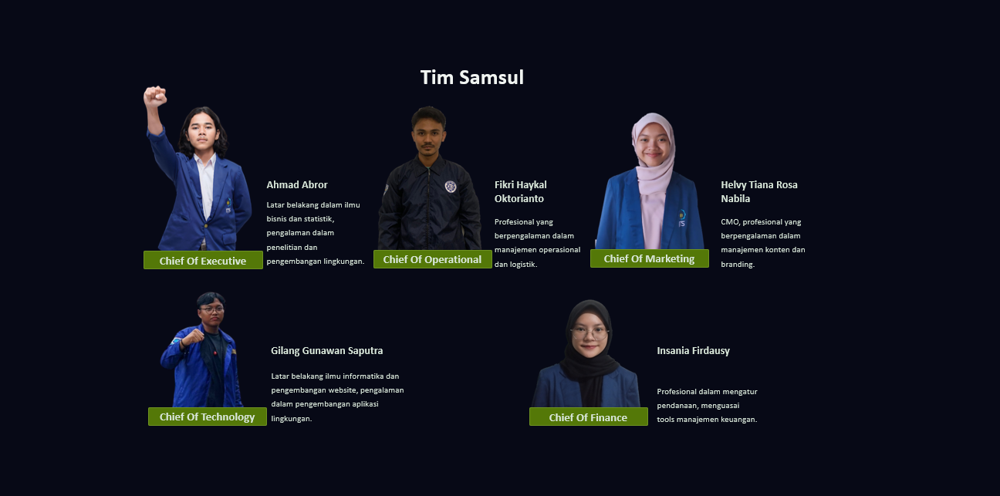 Tim Samsul
Ahmad Abror
Latar belakang dalam ilmu
bisnis dan statistik,
pengalaman dalam
penelitian dan
pengembangan lingkungan.
Chief Of Executive
Fikri Haykal
Oktorianto
Profesional yang
berpengalaman dalam
manajemen operasional
dan logistik.
Chief Of Operational
Helvy Tiana Rosa
Nabila
CMO, profesional yang
berpengalaman dalam
manajemen konten dan
branding.
Chief Of Marketing
Gilang Gunawan Saputra
Latar belakang ilmu informatika dan
pengembangan website, pengalaman
dalam pengembangan aplikasi
lingkungan.
Chief Of Technology
Insania Firdausy
Profesional dalam mengatur
pendanaan, menguasai
tools manajemen keuangan.
Chief Of Finance